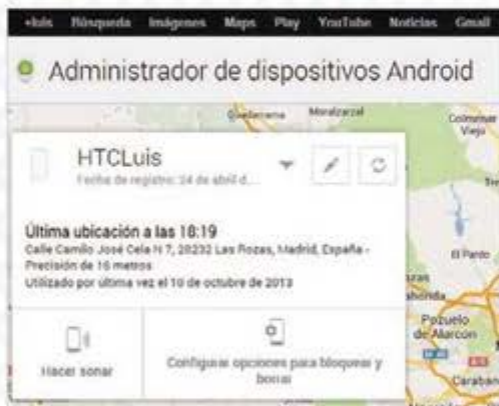 +luis Búsqueda Imágenes Maps Play YouTube Noticias Gmail
Administrador de dispositivos Android
Guadarrama Moralzarzal
Colmenar
Viejo
HTCLuis
Fecha de registro: 24 de abril d...
Última ubicación a las 18:19
Calle Camilo José Cela N 7, 28232 Las Rozas, Madrid, España -
Precisión de 16 metros
Utilizado por última vez el 10 de octubre de 2013
El Pardo
Pozuelo
de Alarcón
Hacer sonar
Configurar opciones para bloquear y
borrar
Caraban